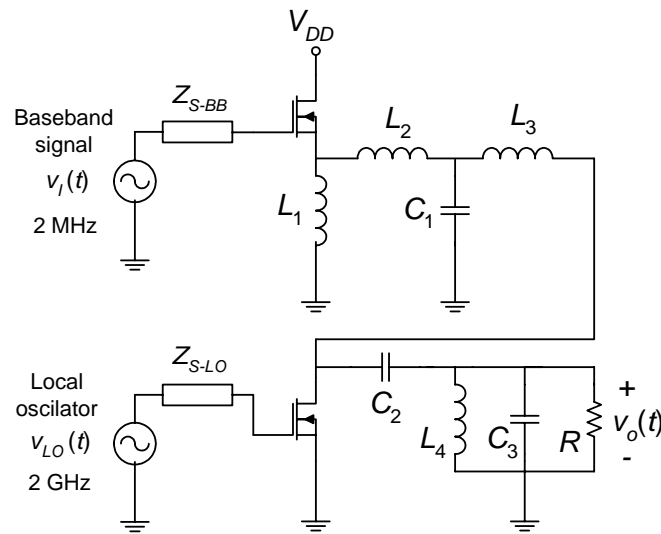 V_DD
Z_S-BB
Baseband
signal
v_I(t)
2 MHz
L_2
L_3
L_1
C_1
Z_S-LO
Local
oscilator
v_LO(t)
2 GHz
C_2
L_4
C_3
R
+
v_o(t)
-